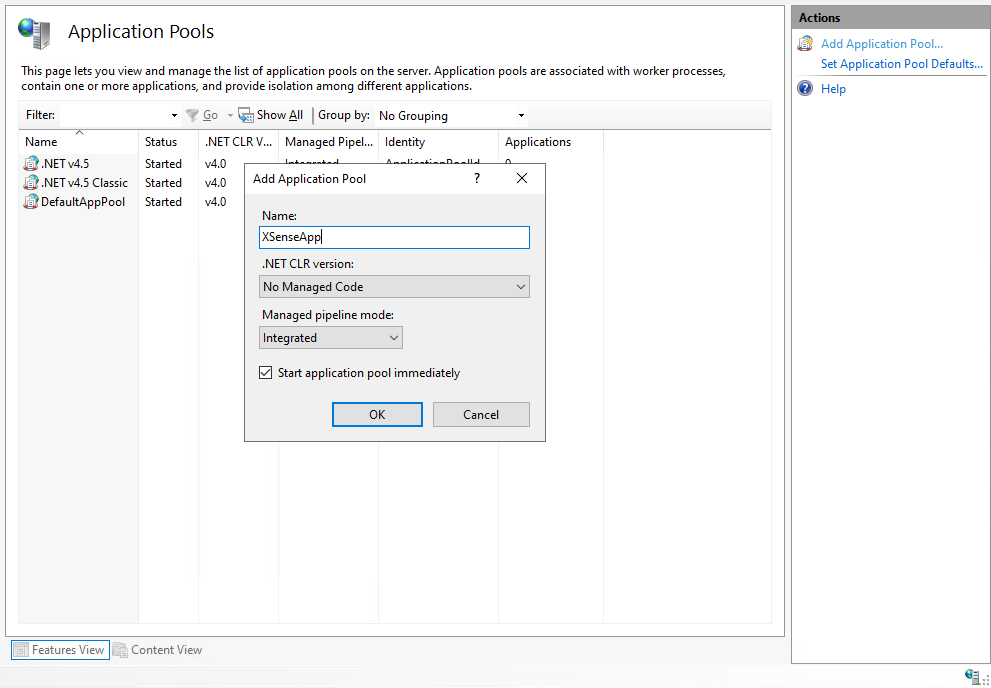 Application Pools
This page lets you view and manage the list of application pools on the server. Application pools are associated with worker processes,
contain one or more applications, and provide isolation among different applications.
Filter: Go Show All Group by: No Grouping
Name Status .NET CLR V... Managed Pipel... Identity Applications
.NET v4.5 Started v4.0 Integrated ApplicationPoolId 0
.NET v4.5 Classic Started v4.0
DefaultAppPool Started v4.0
Add Application Pool ?
Name:
XSenseApp
.NET CLR version:
No Managed Code
Managed pipeline mode:
Integrated
Start application pool immediately
OK Cancel
Features View Content View
Actions
Add Application Pool...
Set Application Pool Defaults...
Help